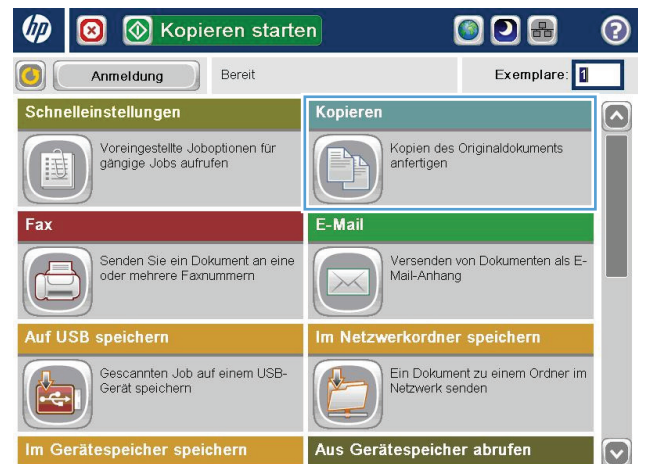 hp
Kopieren starten
?
Anmeldung
Bereit
Exemplare: 1
Schnelleinstellungen
Voreingestellte Joboptionen für
gängige Jobs aufrufen
Kopieren
Kopien des Originaldokuments
anfertigen
Fax
Senden Sie ein Dokument an eine
oder mehrere Faxnummern
E-Mail
Versenden von Dokumenten als E-
Mail-Anhang
Auf USB speichern
Gescannten Job auf einem USB-
Gerät speichern
Im Netzwerkordner speichern
Ein Dokument zu einem Ordner im
Netzwerk senden
Im Gerätespeicher speichern
Aus Gerätespeicher abrufen